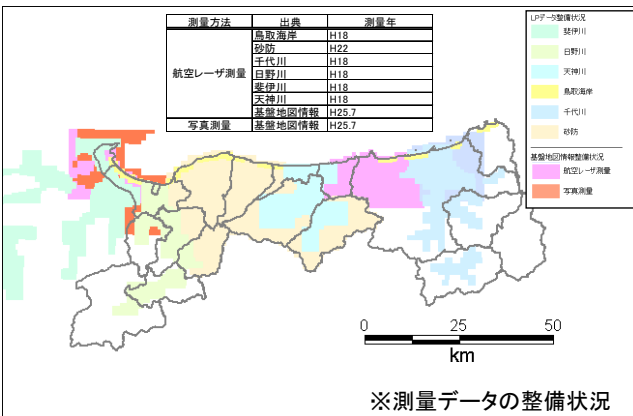 測量方法 出典 測量年
航空レーザ測量 鳥取海岸 H18
砂防 H22
千代川 H18
日野川 H18
斐伊川 H18
天神川 H18
基盤地図情報 H25.7
写真測量 基盤地図情報 H25.7
LPデータ整備状況
斐伊川
日野川
天神川
鳥取海岸
千代川
砂防
基盤地図情報整備状況
航空レーザ測量
写真測量
0 25 50
km
※測量データの整備状況